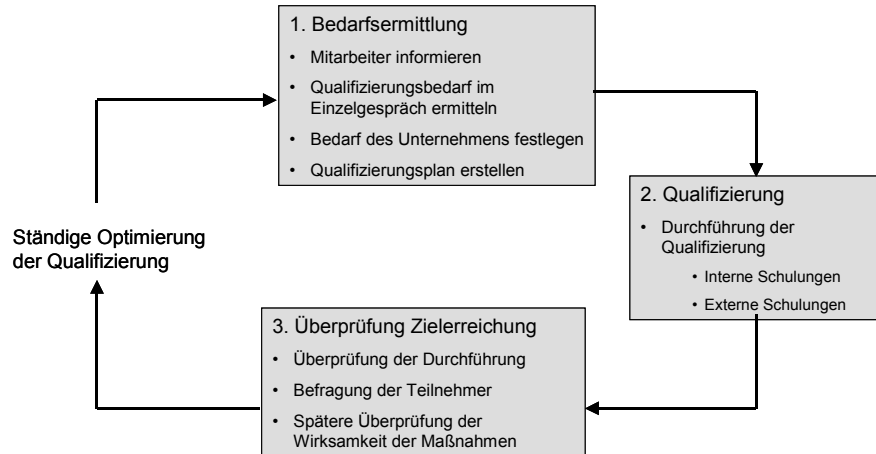 1. Bedarfsermittlung
• Mitarbeiter informieren
• Qualifizierungsbedarf im
Einzelgespräch ermitteln
• Bedarf des Unternehmens festlegen
• Qualifizierungsplan erstellen
2. Qualifizierung
• Durchführung der
Qualifizierung
• Interne Schulungen
• Externe Schulungen
3. Überprüfung Zielerreichung
• Überprüfung der Durchführung
• Befragung der Teilnehmer
• Spätere Überprüfung der
Wirksamkeit der Maßnahmen
Ständige Optimierung
der Qualifizierung